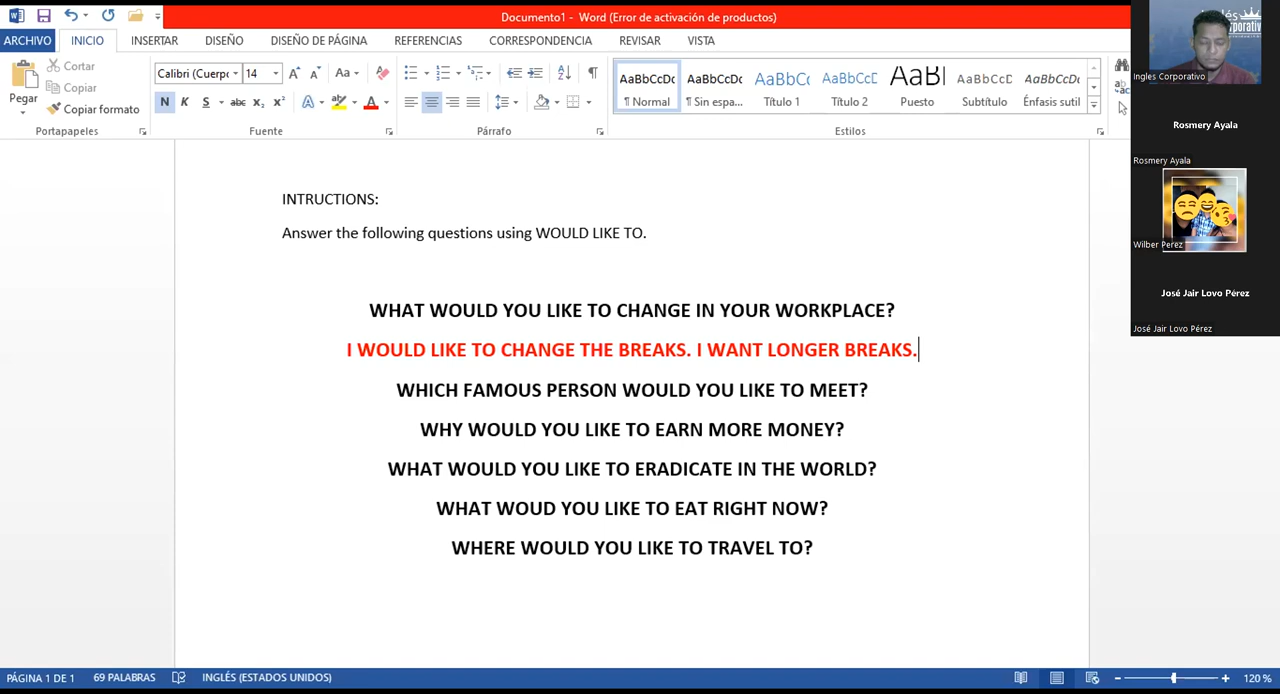 Documento1 - Word (Error de activación de productos)
ARCHIVO INICIO INSERTAR DISEÑO DISEÑO DE PÁGINA REFERENCIAS CORRESPONDENCIA REVISAR VISTA
Pegar
Cortar
Copiar
Copiar formato
Portapapeles
Calibri (Cuerpo 14
N K S abc x₂ x²
Fuente
Párrafo
AaBbCcDc AaBbCcDc AaBbCc AaBbCcD AaBl AaBbCcD AaBbCcDc
¶ Normal ¶ Sin espa... Título 1 Título 2 Puesto Subtítulo Énfasis sutil
Estilos
Ingles Corporativo
Rosmery Ayala
Rosmery Ayala
Wilber Perez
José Jair Lovo Pérez
José Jair Lovo Pérez
INTRUCTIONS:
Answer the following questions using WOULD LIKE TO.
WHAT WOULD YOU LIKE TO CHANGE IN YOUR WORKPLACE?
I WOULD LIKE TO CHANGE THE BREAKS. I WANT LONGER BREAKS.
WHICH FAMOUS PERSON WOULD YOU LIKE TO MEET?
WHY WOULD YOU LIKE TO EARN MORE MONEY?
WHAT WOULD YOU LIKE TO ERADICATE IN THE WORLD?
WHAT WOUD YOU LIKE TO EAT RIGHT NOW?
WHERE WOULD YOU LIKE TO TRAVEL TO?
PÁGINA 1 DE 1 69 PALABRAS INGLÉS (ESTADOS UNIDOS) 120 %